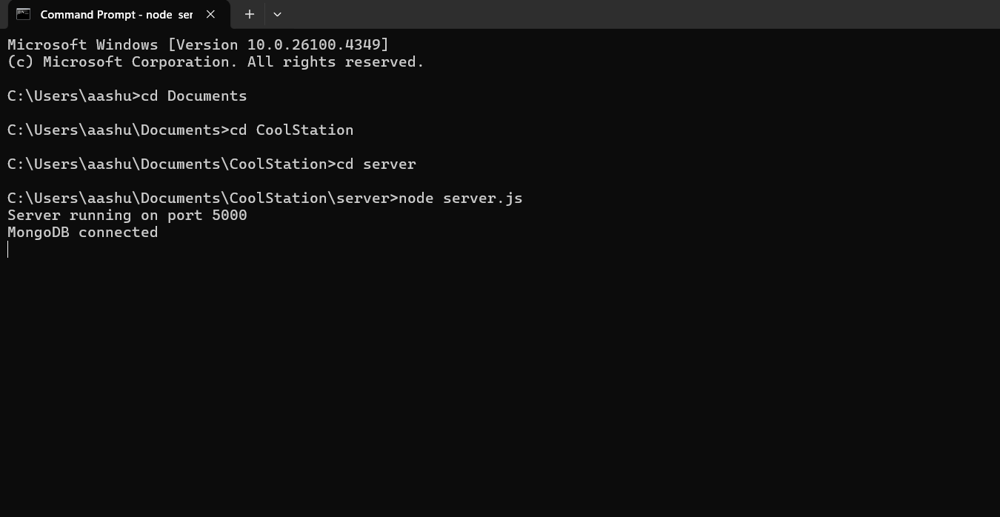 Command Prompt - node ser
Microsoft Windows [Version 10.0.26100.4349]
(c) Microsoft Corporation. All rights reserved.
C:\Users\aashu>cd Documents
C:\Users\aashu\Documents>cd CoolStation
C:\Users\aashu\Documents\CoolStation>cd server
C:\Users\aashu\Documents\CoolStation\server>node server.js
Server running on port 5000
MongoDB connected